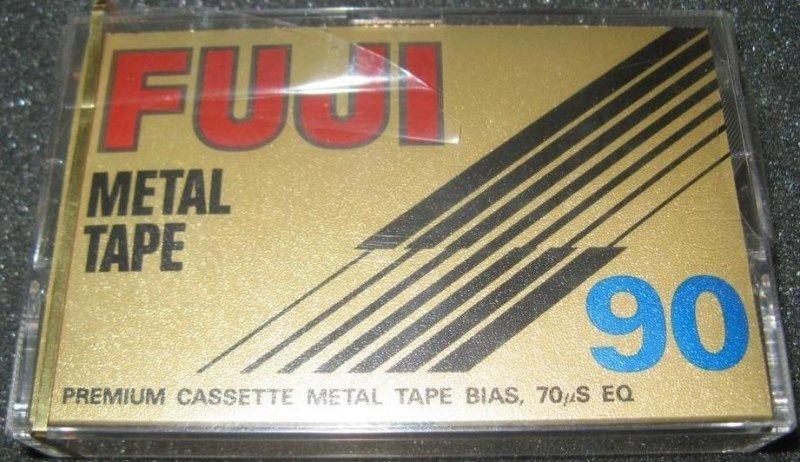 FUJI
METAL
TAPE
90
PREMIUM CASSETTE METAL TAPE BIAS, 70μS EQ